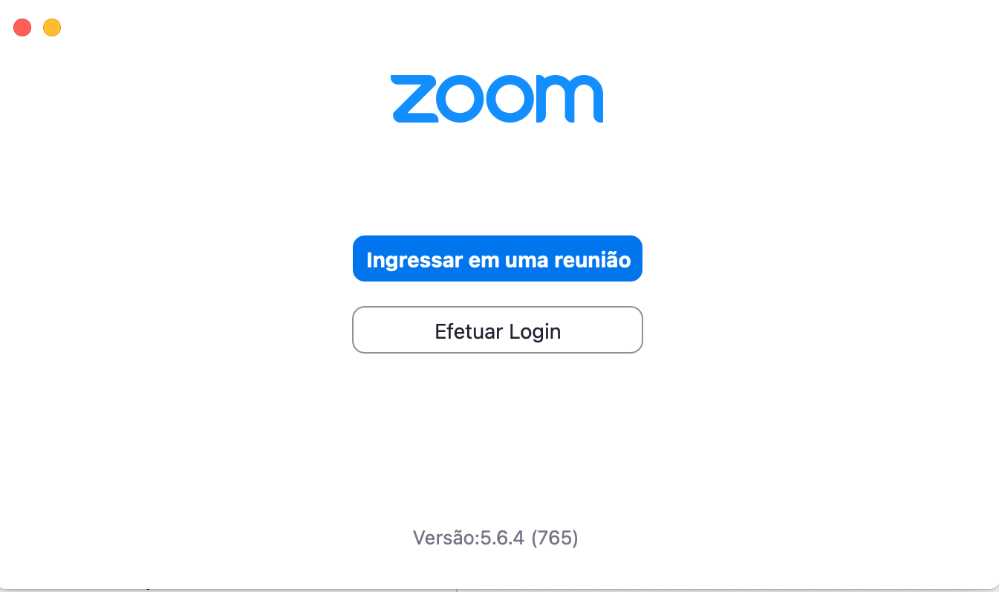 zoom
Ingressar em uma reunião
Efetuar Login
Versão:5.6.4 (765)